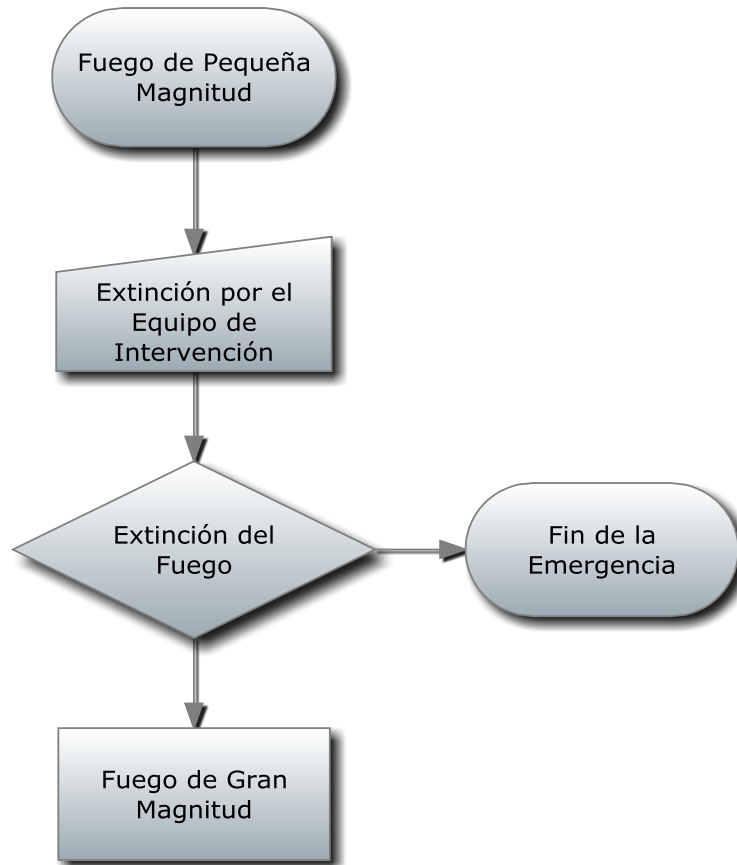 Fuego de Pequeña
Magnitud
Extinción por el
Equipo de
Intervención
Extinción del
Fuego
Fin de la
Emergencia
Fuego de Gran
Magnitud